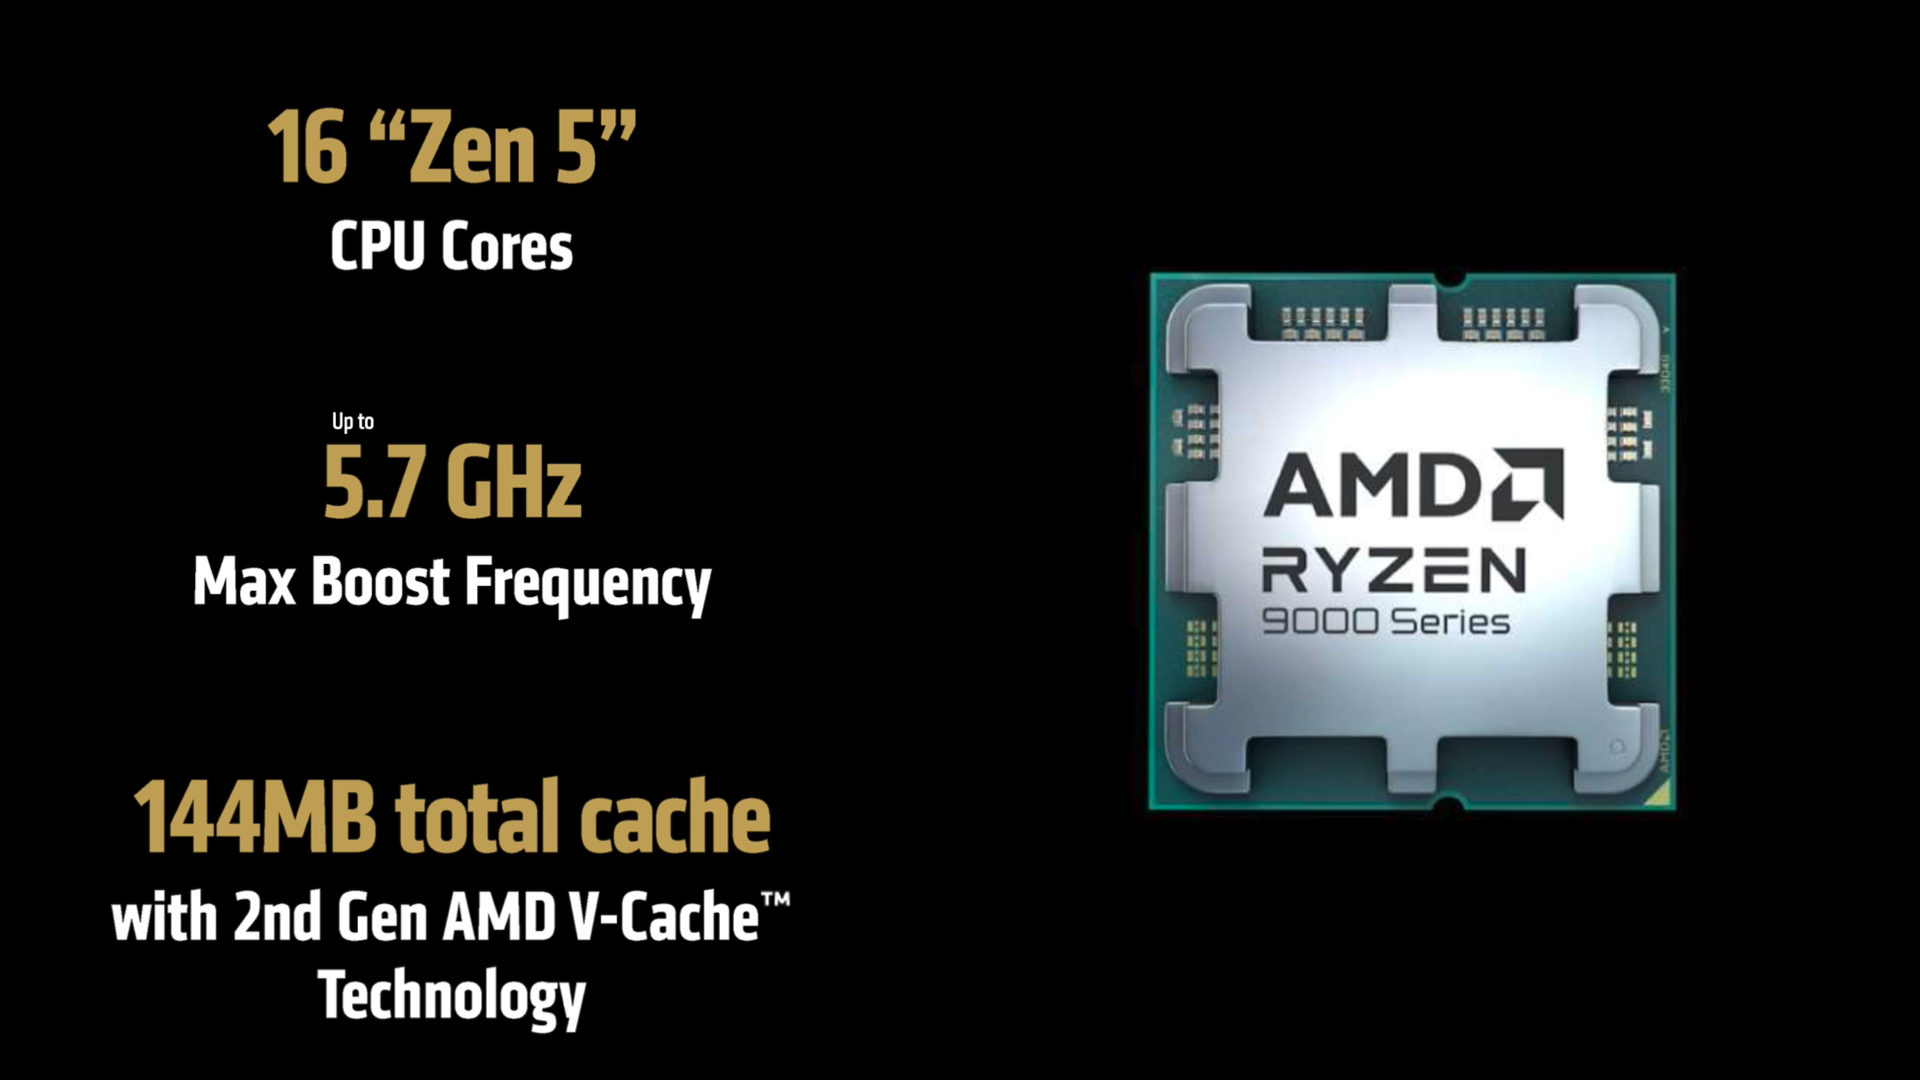 16 “Zen 5”
CPU Cores
Up to
5.7 GHz
Max Boost Frequency
144MB total cache
with 2nd Gen AMD V-Cache™
Technology
AMD
RYZEN
9000 Series